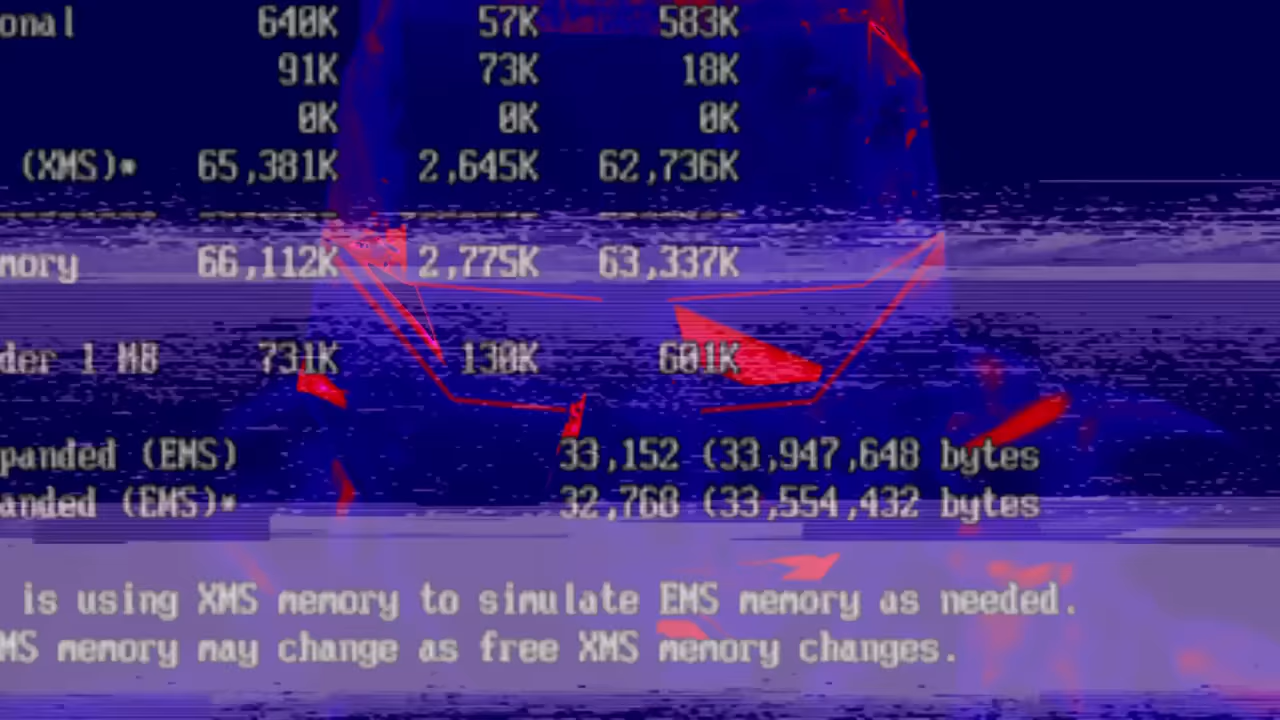 onal 640K 57K 583K
91K 73K 18K
0K 0K 0K
(XMS)* 65,381K 2,645K 62,736K
mory 66,112K 2,775K 63,337K
der 1 MB 731K 130K 601K
panded (EMS) 33,152 (33,947,648 bytes
anded (EMS)* 32,768 (33,554,432 bytes
is using XMS memory to simulate EMS memory as needed.
MS memory may change as free XMS memory changes.